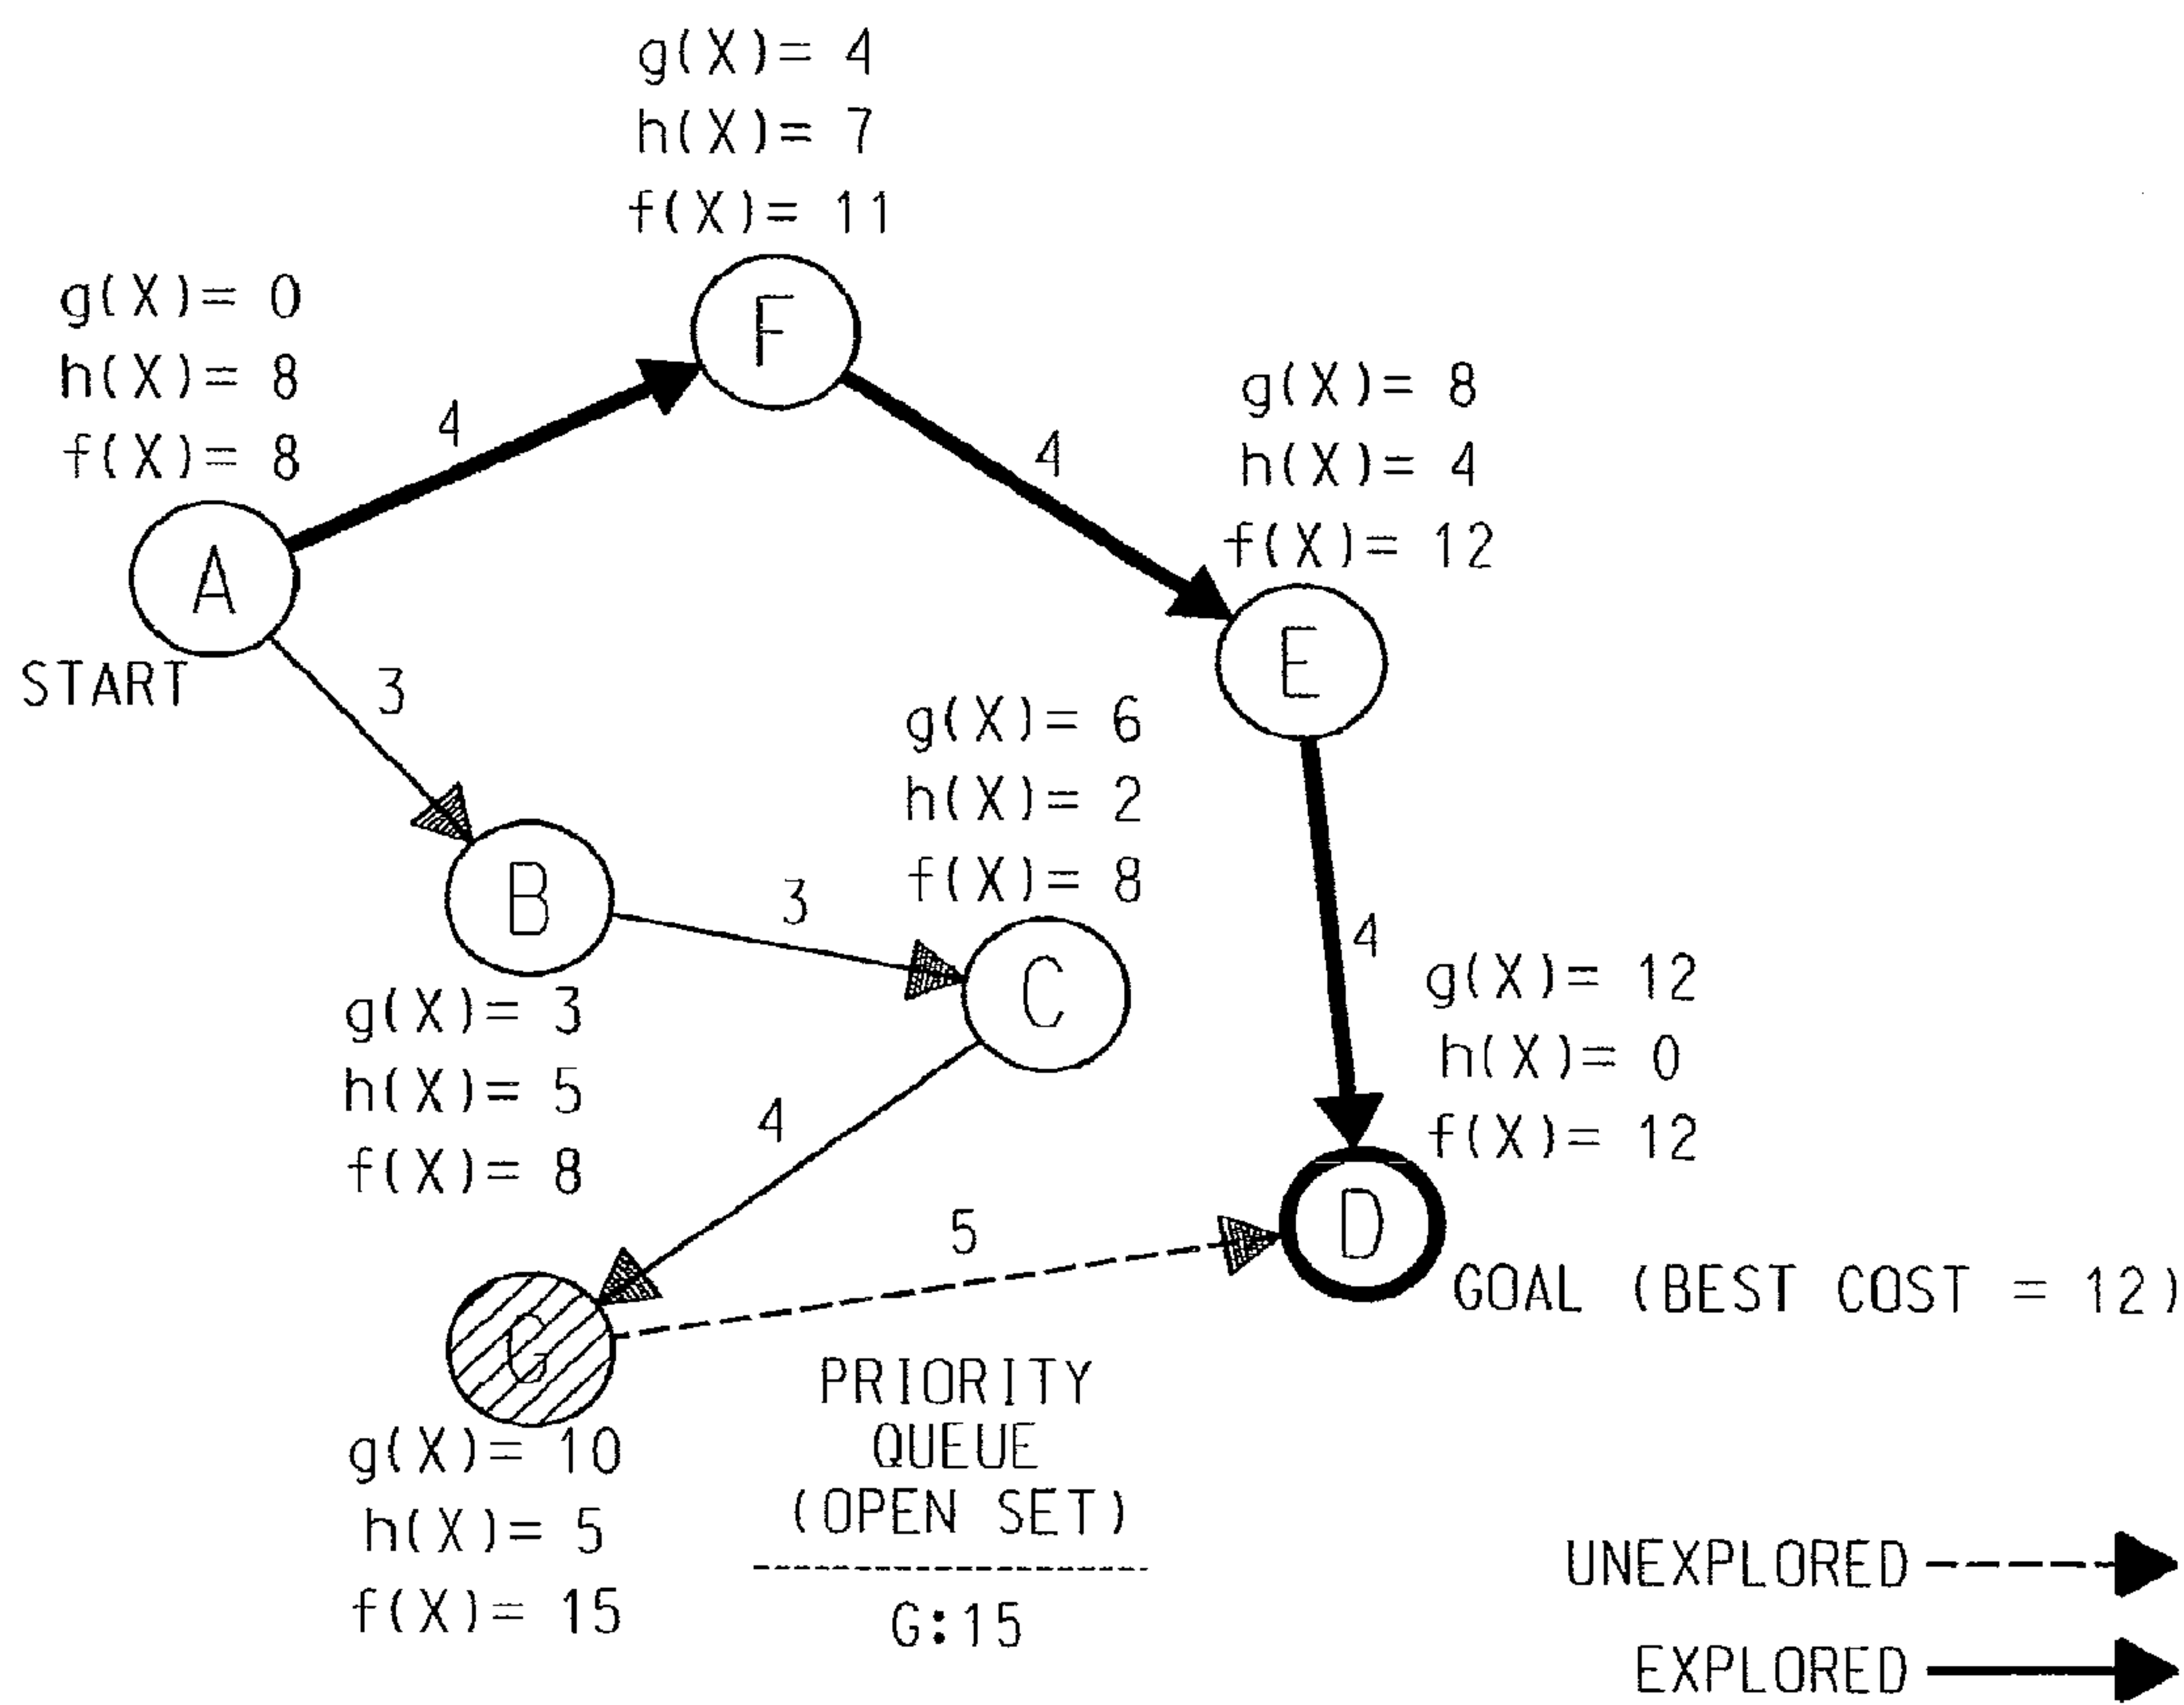 g(X)= 4
h(X)= 7
f(X)= 11
F
g(X)= 0
h(X)= 8
f(X)= 8
A
START
4
4
g(X)= 8
h(X)= 4
f(X)= 12
E
3
g(X)= 6
h(X)= 2
f(X)= 8
B
3
C
g(X)= 3
h(X)= 5
f(X)= 8
4
4
g(X)= 12
h(X)= 0
f(X)= 12
D
GOAL (BEST COST = 12)
5
G
g(X)= 10
h(X)= 5
f(X)= 15
PRIORITY
QUEUE
(OPEN SET)
G:15
UNEXPLORED
EXPLORED